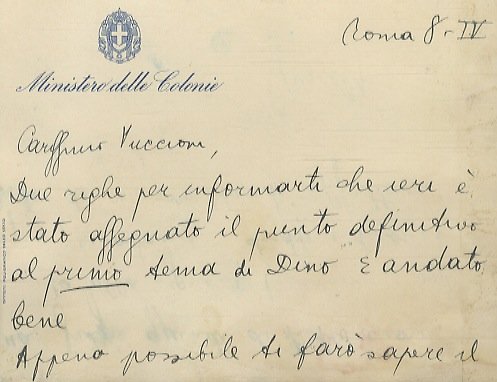 Roma 8-IV
Ministero delle Colonie
Carissimo Puccioni,
Due righe per informarti che ieri è
stato assegnato il punto definitivo
al primo tema di Dino È andato
bene
Appena possibile ti farò sapere il